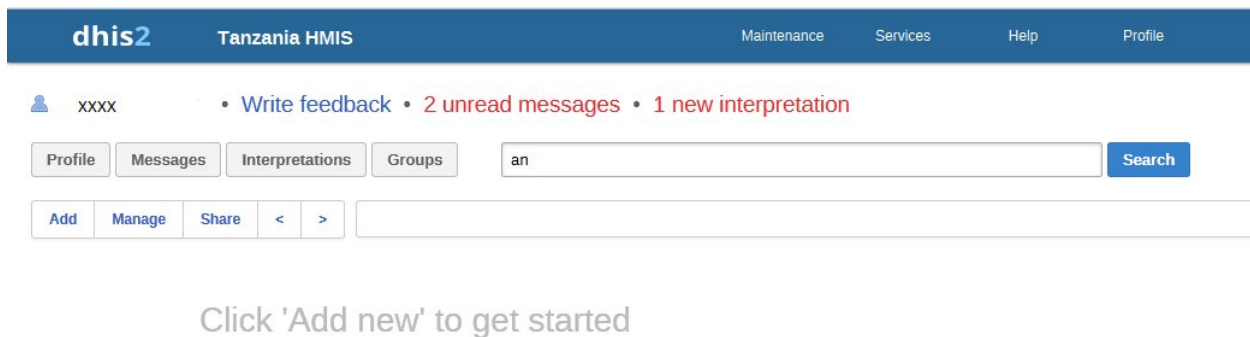 dhis2 Tanzania HMIS Maintenance Services Help Profile
xxxx • Write feedback • 2 unread messages • 1 new interpretation
Profile Messages Interpretations Groups an Search
Add Manage Share < >
Click 'Add new' to get started